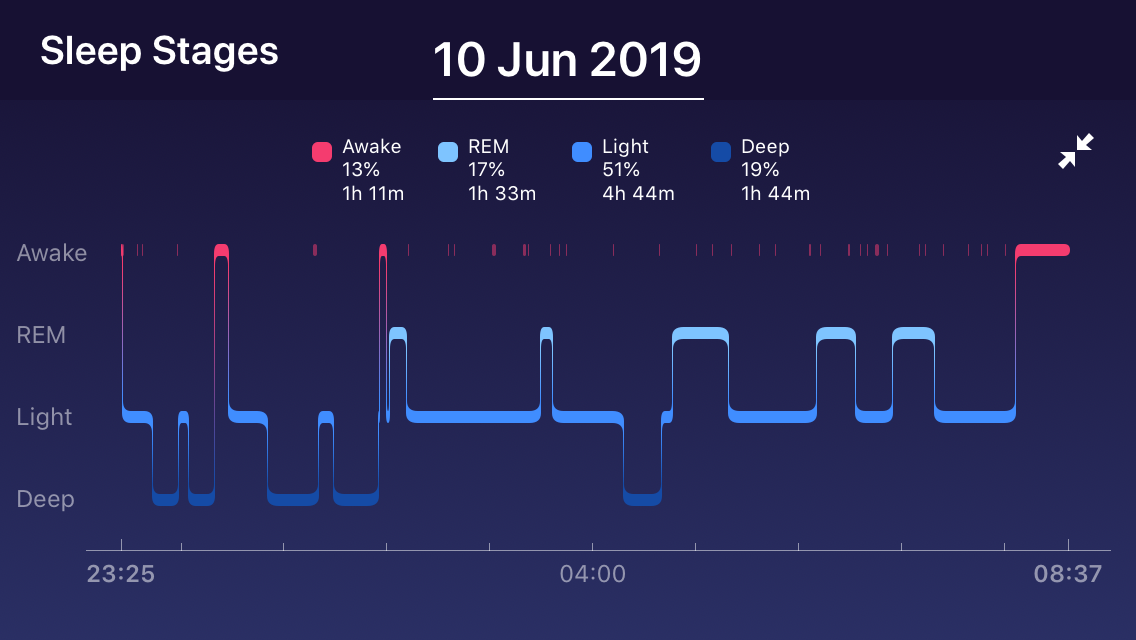 Sleep Stages
10 Jun 2019
Awake
13%
1h 11m
REM
17%
1h 33m
Light
51%
4h 44m
Deep
19%
1h 44m
Awake
REM
Light
Deep
23:25
04:00
08:37